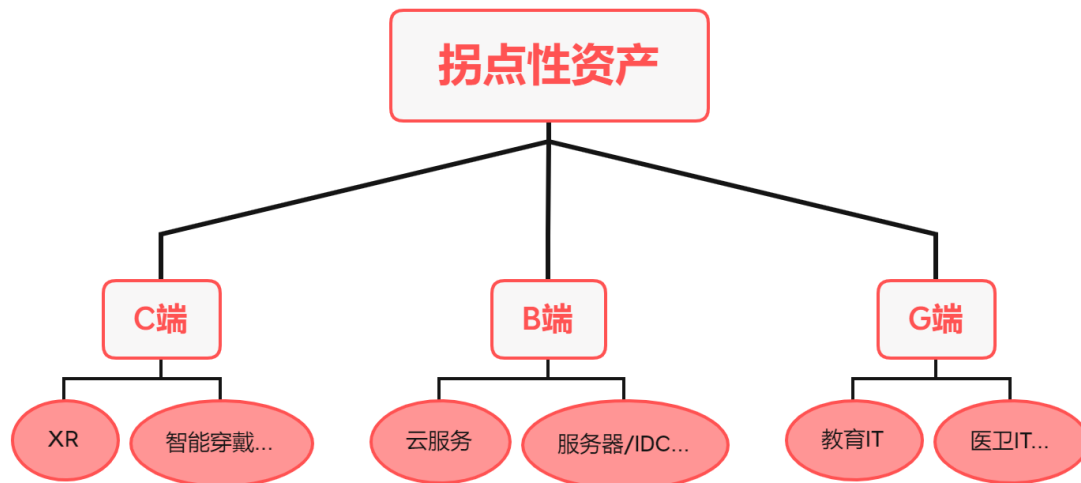 拐点性资产
C端
B端
G端
XR
智能穿戴...
云服务
服务器/IDC...
教育IT
医卫IT...